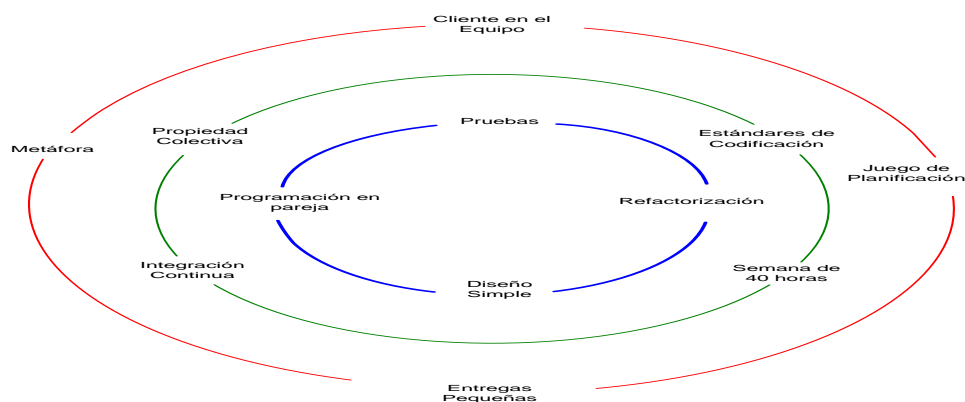 Cliente en el
Equipo
Pruebas
Propiedad
Colectiva
Estándares de
Codificación
Metáfora
Juego de
Planificación
Programación en
pareja
Refactorización
Integración
Continua
Semana de
40 horas
Diseño
Simple
Entregas
Pequeñas